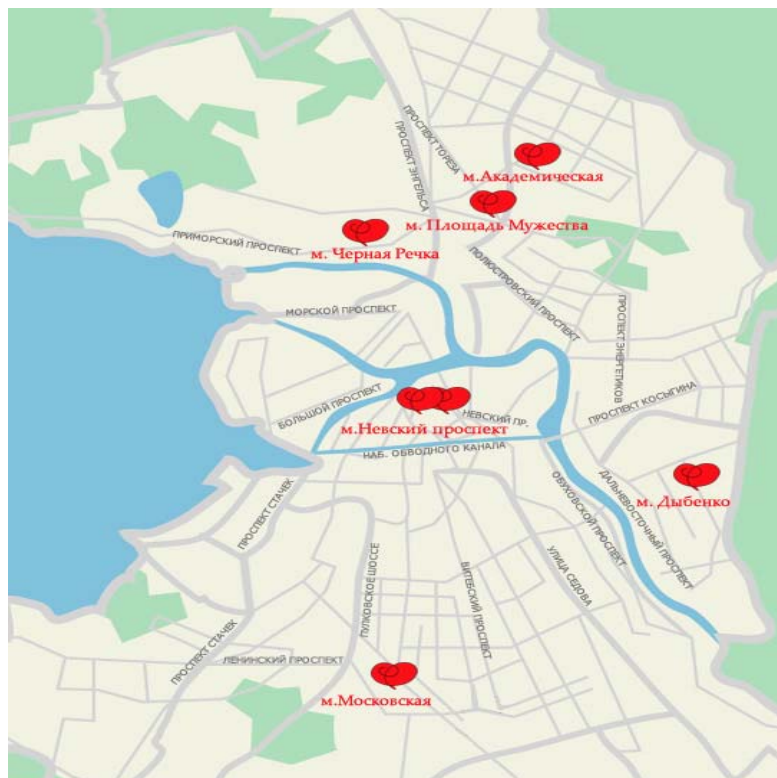 ПРОСПЕКТ ТОРЕЗА
ПРОСПЕКТ ЭНГЕЛЬСА
м.Академическая
м. Площадь Мужества
ПРИМОРСКИЙ ПРОСПЕКТ
м. Черная Речка
ПОЛЮСТРОВСКИЙ ПРОСПЕКТ
МОРСКОЙ ПРОСПЕКТ
ПРОСПЕКТ ЭНЕРГЕТИКОВ
БОЛЬШОЙ ПРОСПЕКТ
НЕВСКИЙ ПР.
ПРОСПЕКТ КОСЫГИНА
м.Невский проспект
НАБ. ОБВОДНОГО КАНАЛА
ПРОСПЕКТ СТАЧЕК
ОБУХОВСКОЙ ПРОСПЕКТ
ДАЛЬНЕВОСТОЧНЫЙ ПРОСПЕКТ
м. Дыбенко
ПУЛКОВСКОЕ ШОССЕ
ВИТЕБСКИЙ ПРОСПЕКТ
УЛИЦА СЕДОВА
ПРОСПЕКТ СТАЧЕК
ЛЕНИНСКИЙ ПРОСПЕКТ
м.Московская